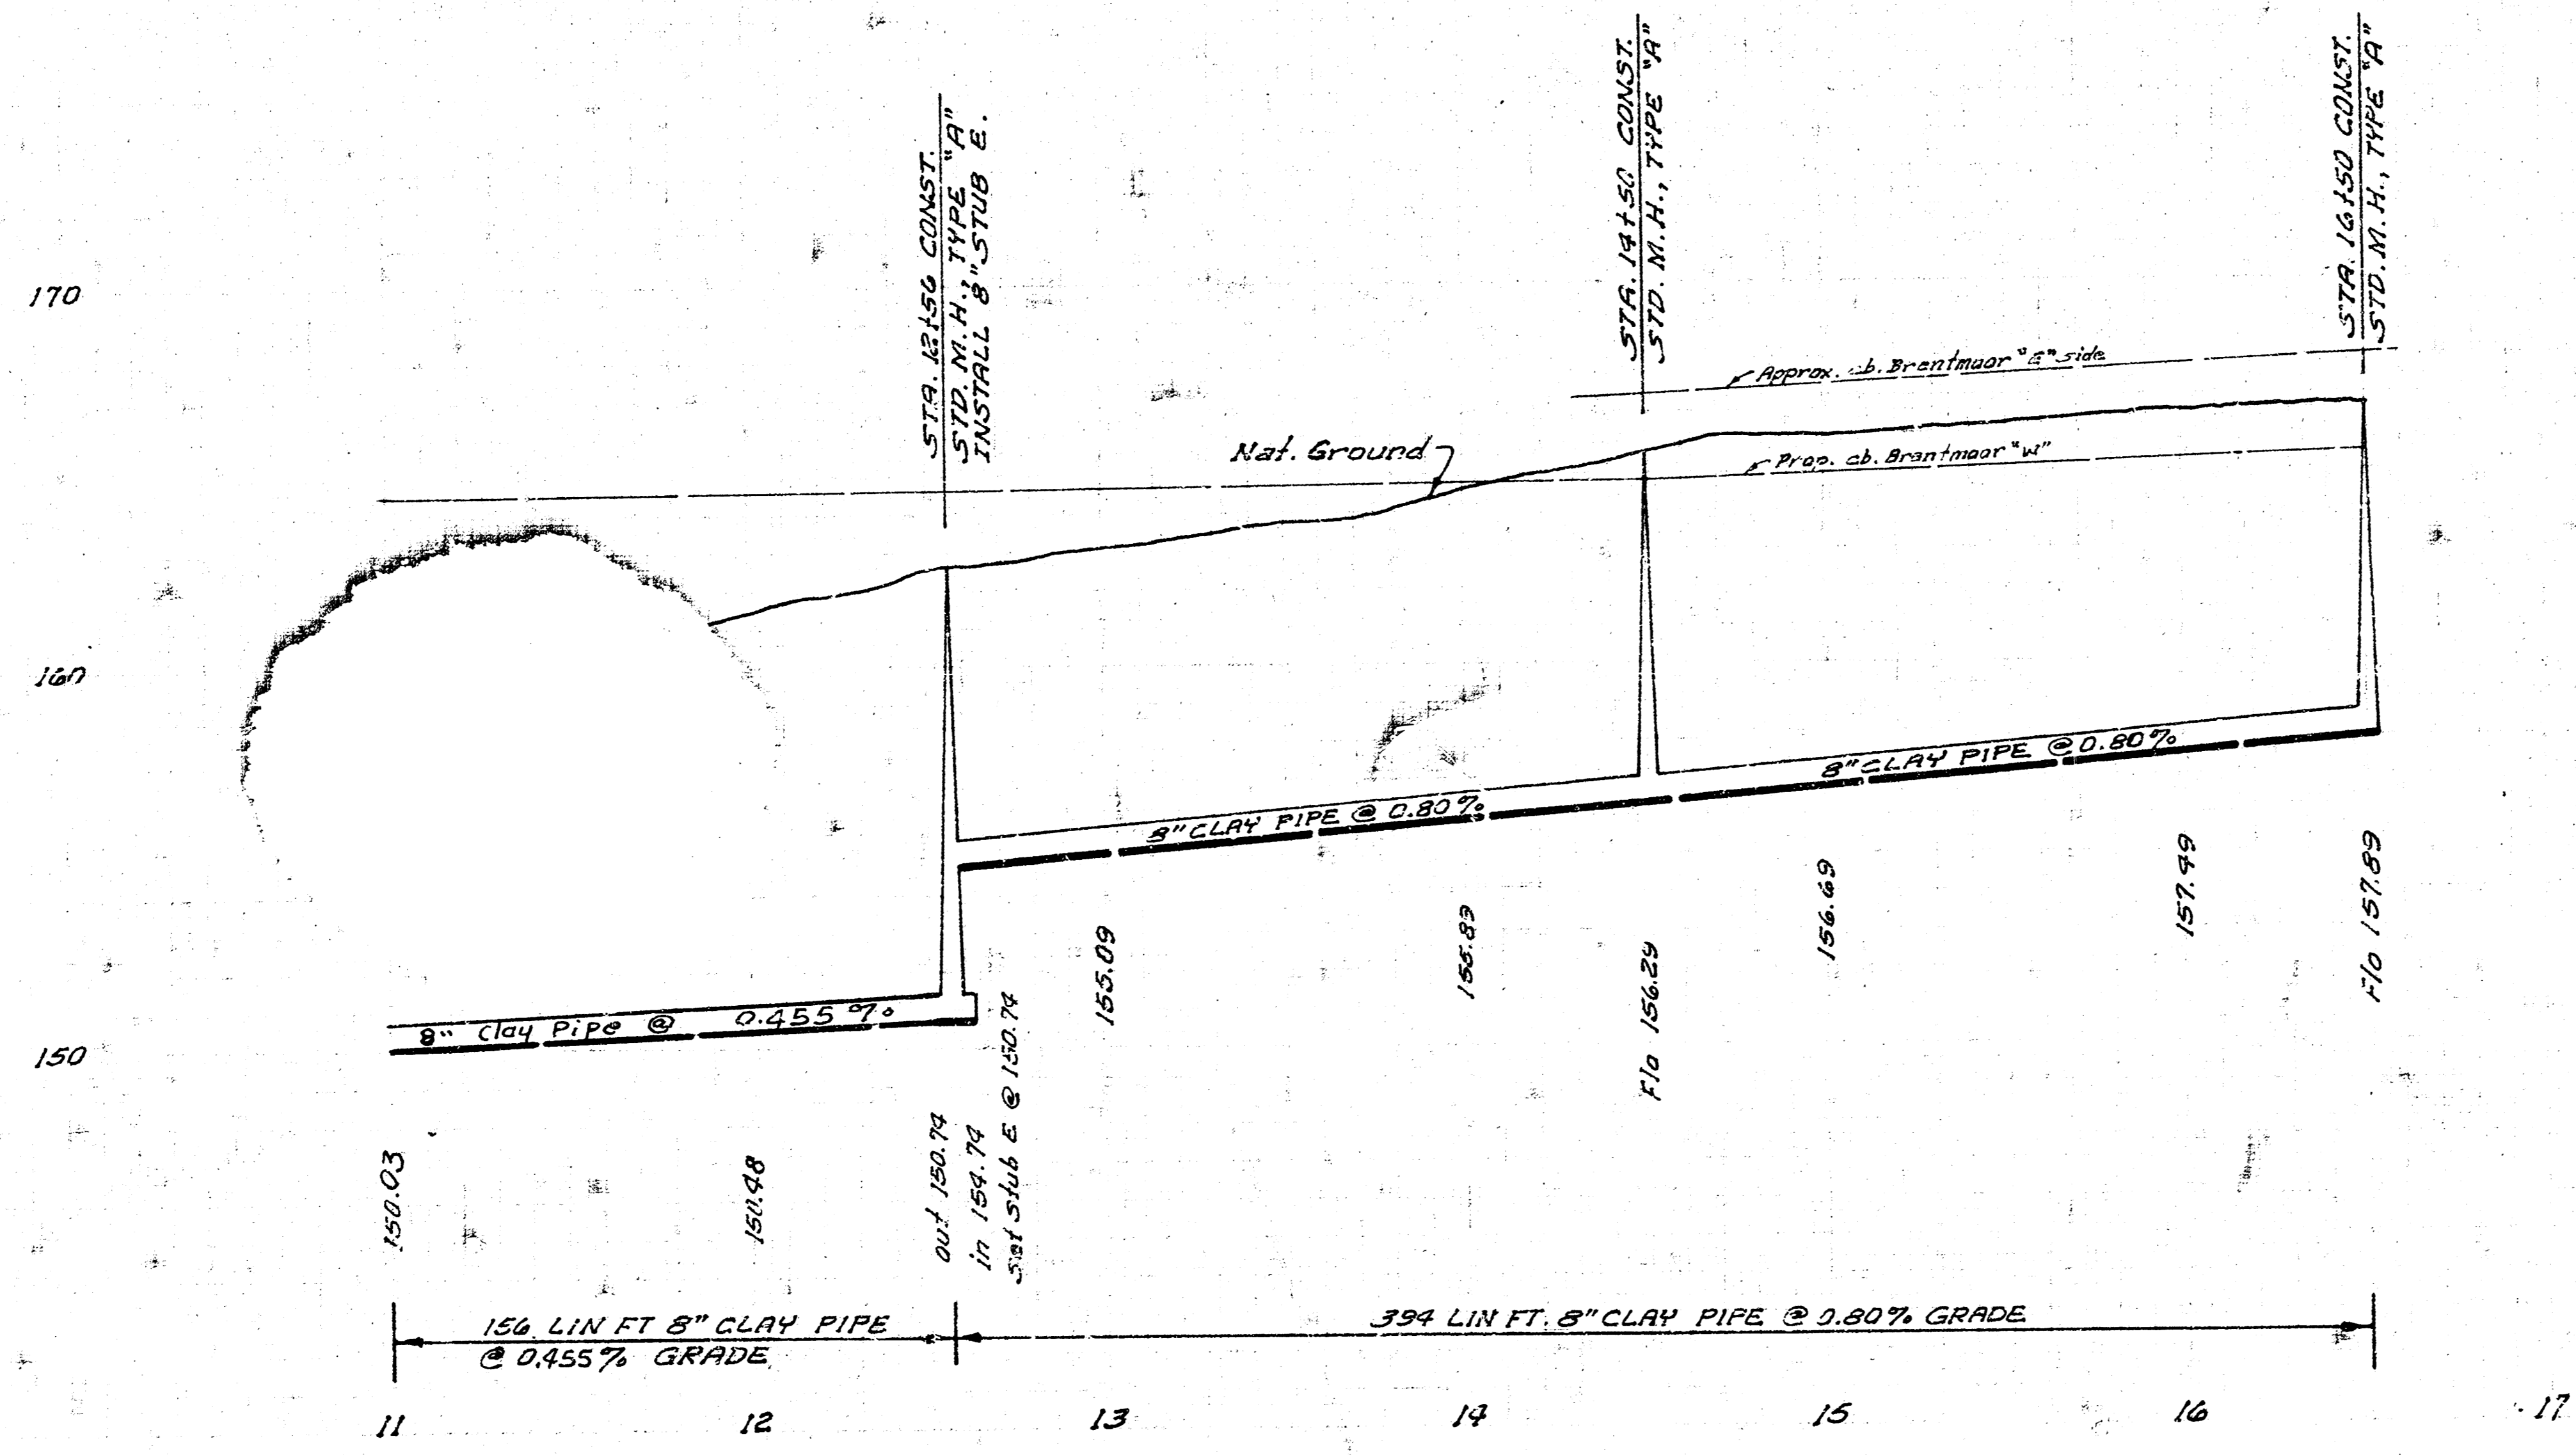 STA. 12+56 CONST.
STD. M.H., TYPE "A"
INSTALL 8" STUB E.
STA. 14+50 CONST.
STD. M.H., TYPE "A"
STA. 16+50 CONST.
STD. M.H., TYPE "A"
170
160
150
Approx. cb. Brentmoor "E" side
Nat. Ground
Prop. cb. Brantmoor "W"
8" CLAY PIPE @ 0.80%
8" CLAY PIPE @ 0.80%
8" Clay Pipe @ 0.455%
150.03
150.48
out 150.74
in 154.74
Set stub E @ 150.74
155.09
155.89
Flo 156.29
156.69
157.49
Flo 157.89
156 LIN FT 8" CLAY PIPE
@ 0.455% GRADE
394 LIN FT. 8" CLAY PIPE @ 0.80% GRADE
11 12 13 14 15 16 17